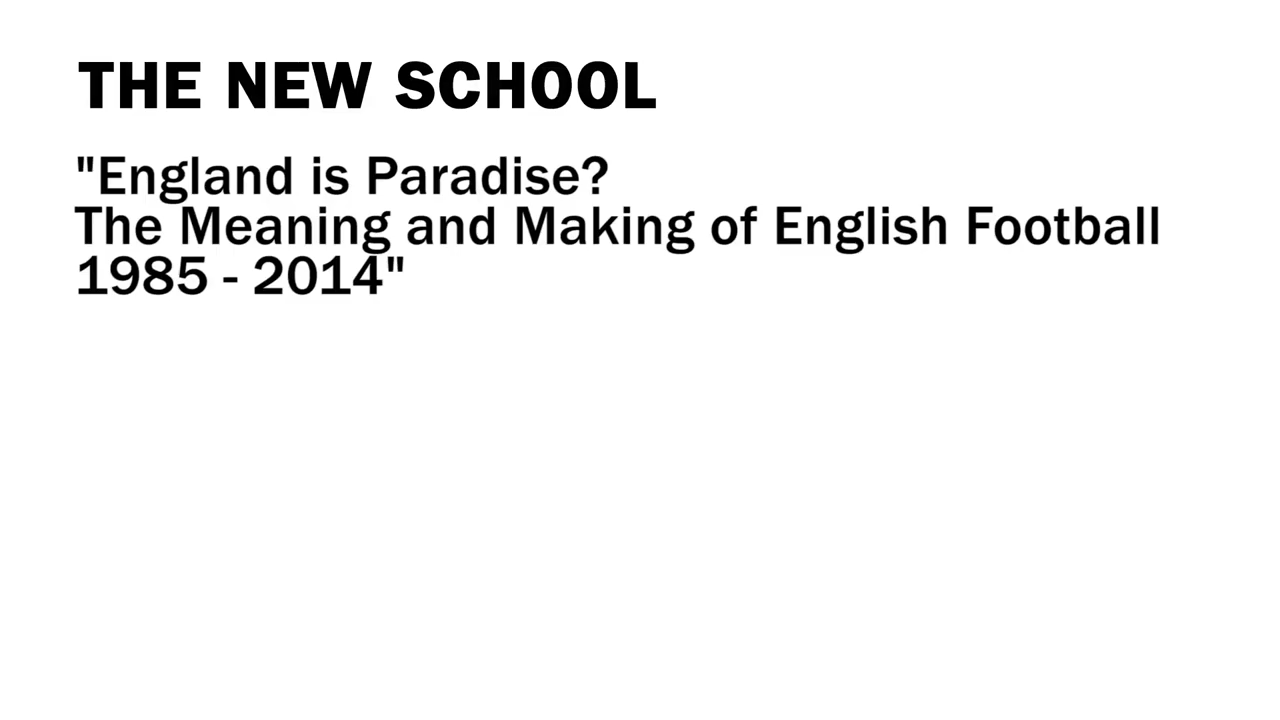 THE NEW SCHOOL
"England is Paradise?
The Meaning and Making of English Football
1985 - 2014"